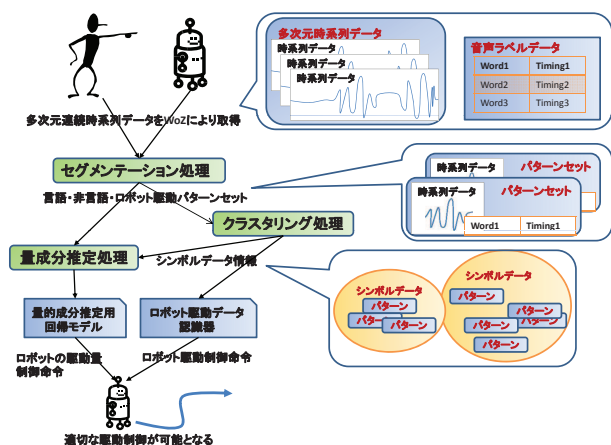 多次元時系列データ
時系列データ
時系列データ
時系列データ
音声ラベルデータ
Word1 Timing1
Word2 Timing2
Word3 Timing3
多次元連続時系列データをWoZにより取得
セグメンテーション処理
言語・非言語・ロボット駆動パターンセット
クラスタリング処理
時系列データ
パターンセット
時系列データ
パターンセット
Word1 Timing1
量成分推定処理
シンボルデータ情報
シンボルデータ
パターン
パターン
パターン
シンボルデータ
パターン
パターン
パターン
パターン
パターン
量的成分推定用
回帰モデル
ロボット駆動データ
認識器
ロボットの駆動量
制御命令
ロボット駆動制御命令
適切な駆動制御が可能となる